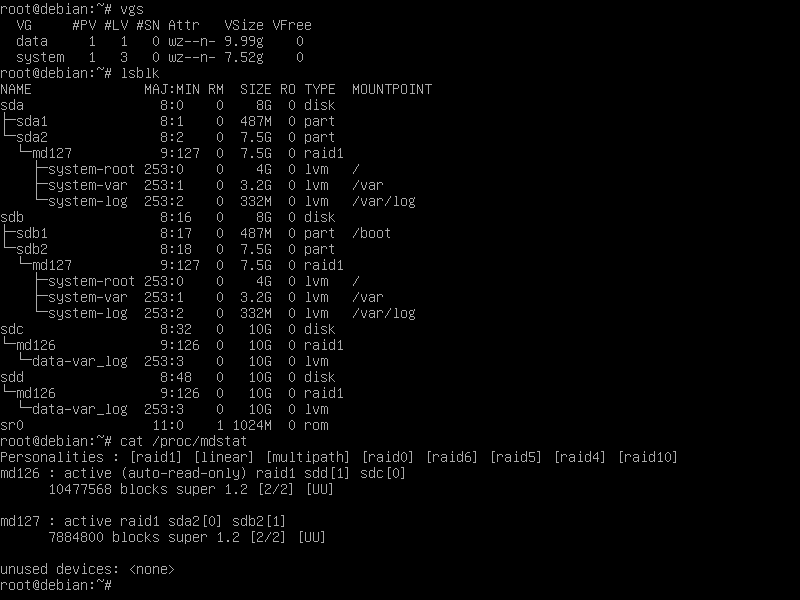 root@debian:~# vgs
  VG     #PV #LV #SN Attr   VSize VFree
  data     1   1   0 wz--n- 9.99g    0
  system   1   3   0 wz--n- 7.52g    0
root@debian:~# lsblk
NAME              MAJ:MIN RM   SIZE RO TYPE  MOUNTPOINT
sda                 8:0    0     8G  0 disk
├─sda1              8:1    0   487M  0 part
└─sda2              8:2    0   7.5G  0 part
  └─md127           9:127  0   7.5G  0 raid1
    ├─system-root 253:0    0     4G  0 lvm   /
    ├─system-var  253:1    0   3.2G  0 lvm   /var
    └─system-log  253:2    0   332M  0 lvm   /var/log
sdb                 8:16   0     8G  0 disk
├─sdb1              8:17   0   487M  0 part  /boot
└─sdb2              8:18   0   7.5G  0 part
  └─md127           9:127  0   7.5G  0 raid1
    ├─system-root 253:0    0     4G  0 lvm   /
    ├─system-var  253:1    0   3.2G  0 lvm   /var
    └─system-log  253:2    0   332M  0 lvm   /var/log
sdc                 8:32   0    10G  0 disk
└─md126             9:126  0    10G  0 raid1
  └─data-var_log  253:3    0    10G  0 lvm
sdd                 8:48   0    10G  0 disk
└─md126             9:126  0    10G  0 raid1
  └─data-var_log  253:3    0    10G  0 lvm
sr0                11:0    1  1024M  0 rom
root@debian:~# cat /proc/mdstat
Personalities : [raid1] [linear] [multipath] [raid0] [raid6] [raid5] [raid4] [raid10]
md126 : active (auto-read-only) raid1 sdd[1] sdc[0]
      10477568 blocks super 1.2 [2/2] [UU]

md127 : active raid1 sda2[0] sdb2[1]
      7884800 blocks super 1.2 [2/2] [UU]

unused devices: <none>
root@debian:~#